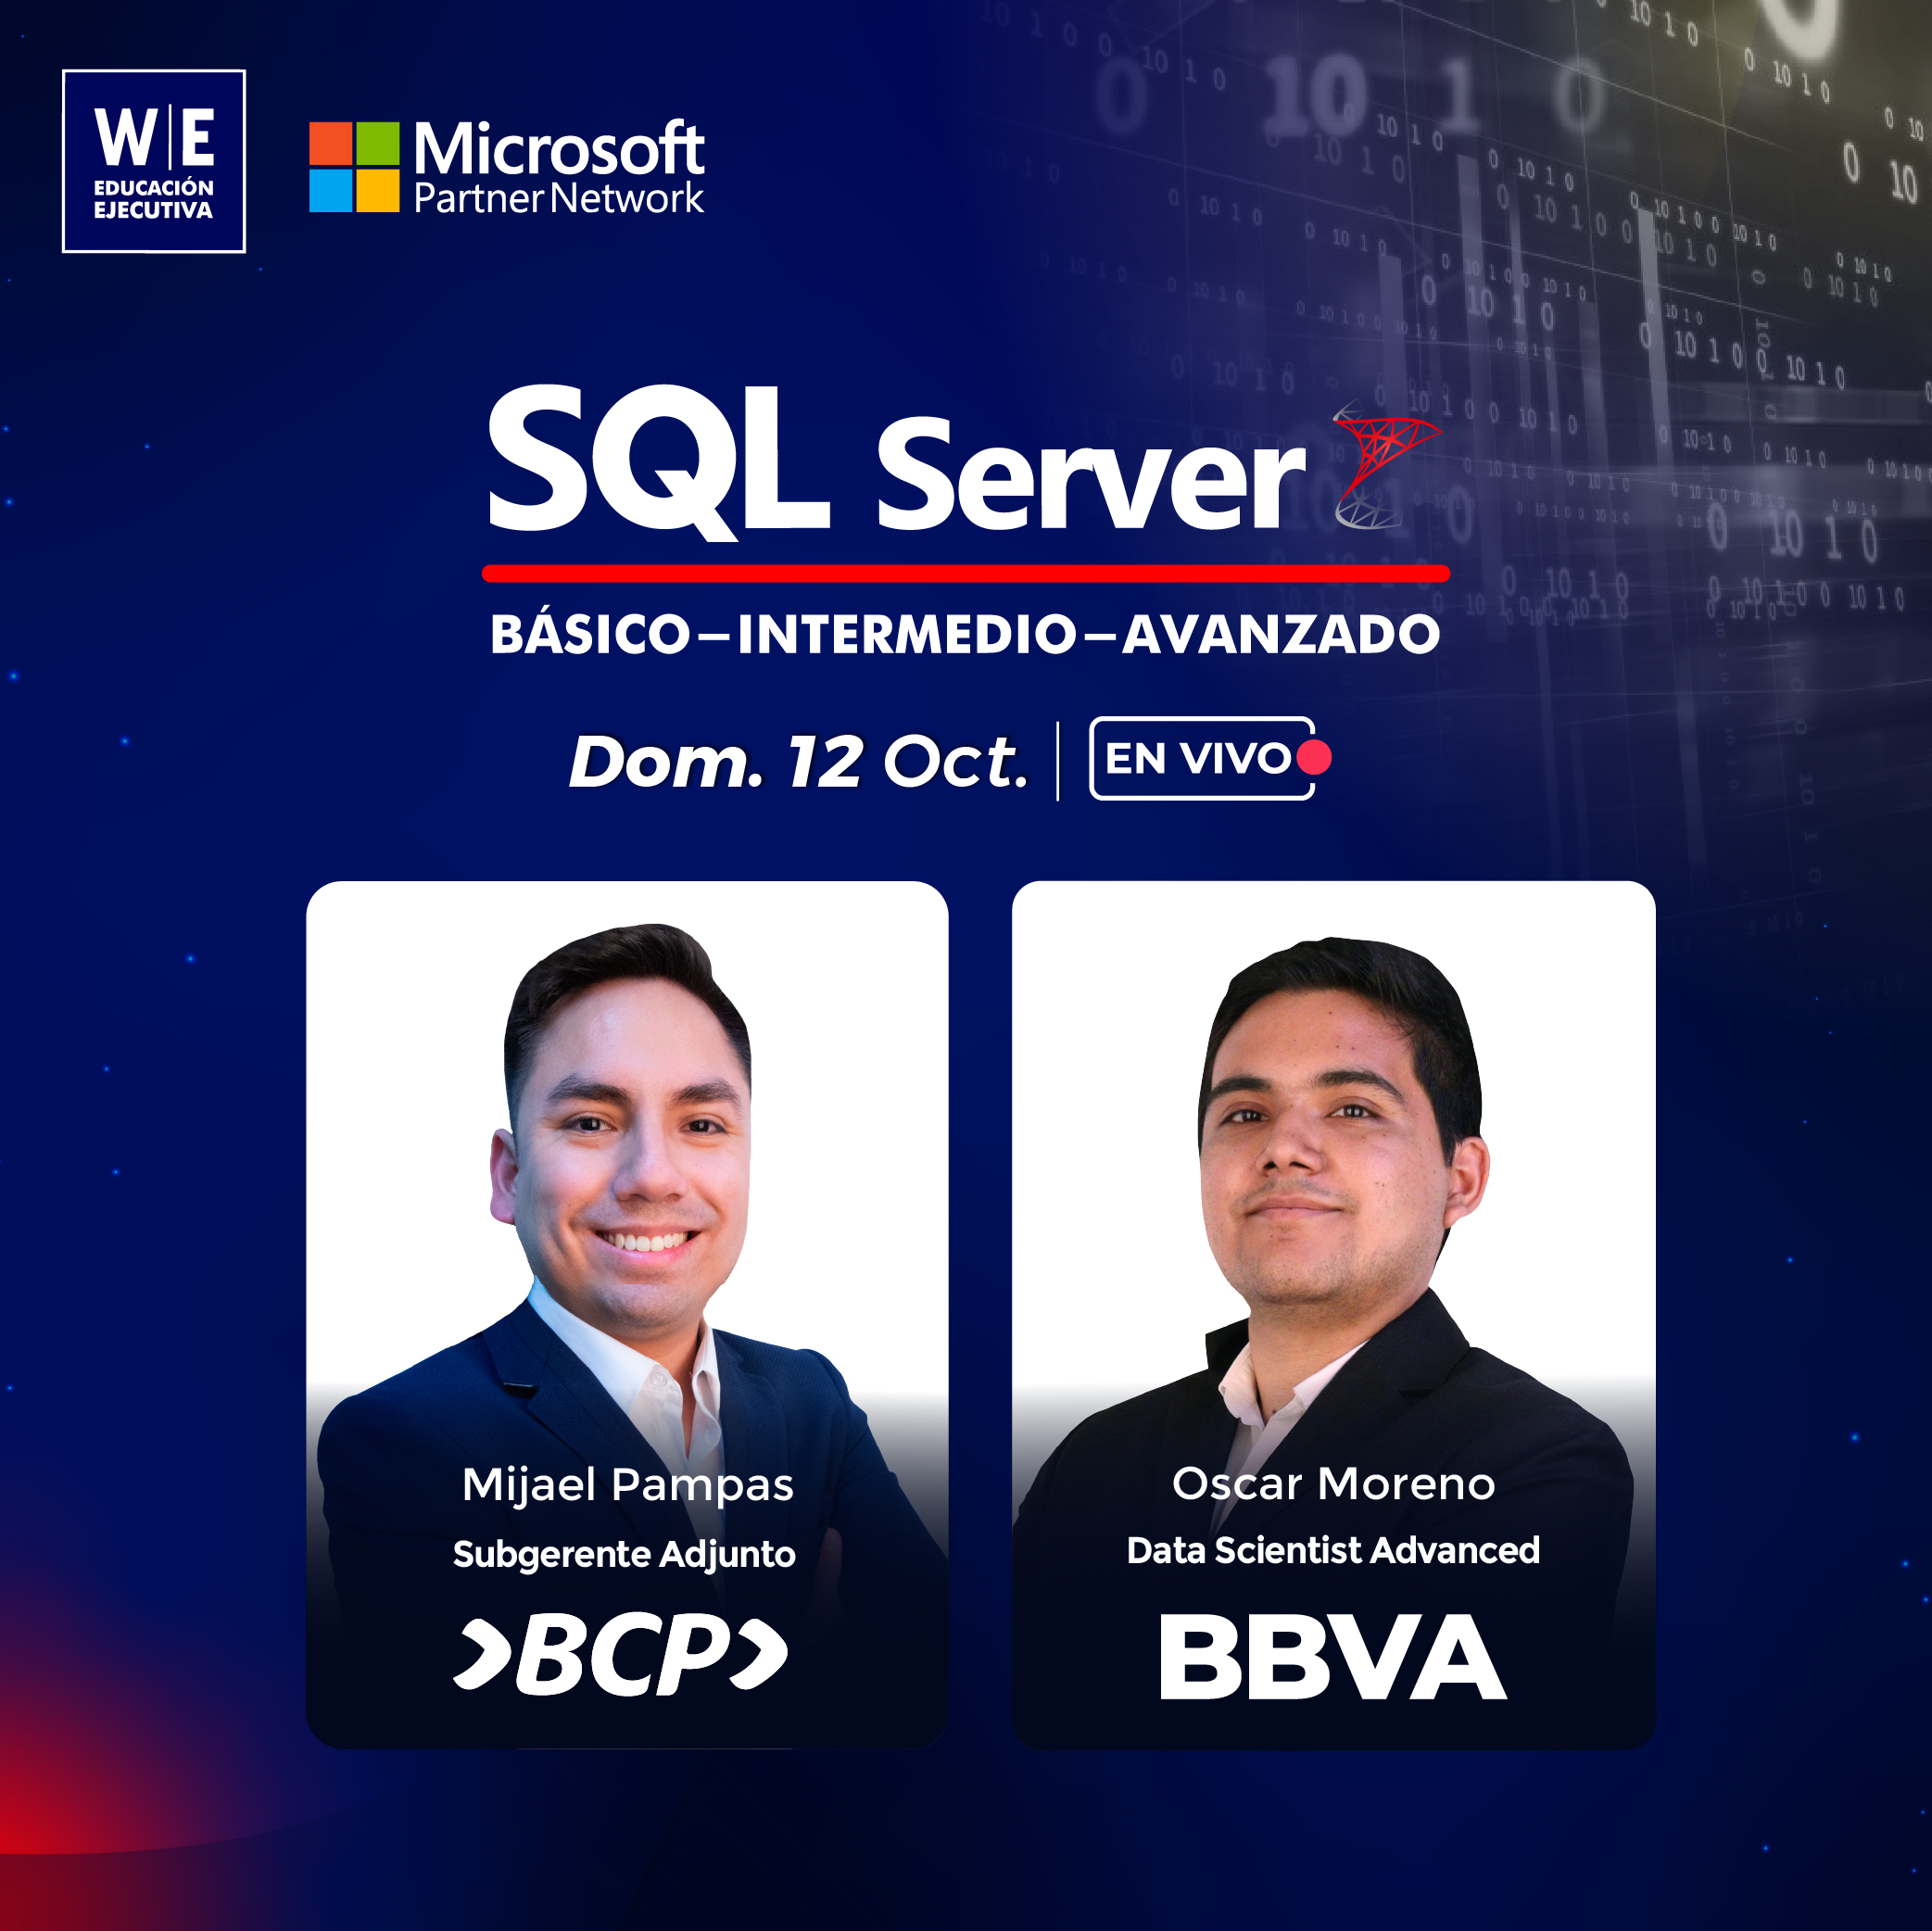 W|E
EDUCACIÓN
EJECUTIVA
Microsoft
Partner Network
SQL Server
BÁSICO–INTERMEDIO–AVANZADO
Dom. 12 Oct. | EN VIVO
Mijael Pampas
Subgerente Adjunto
BCP
Oscar Moreno
Data Scientist Advanced
BBVA